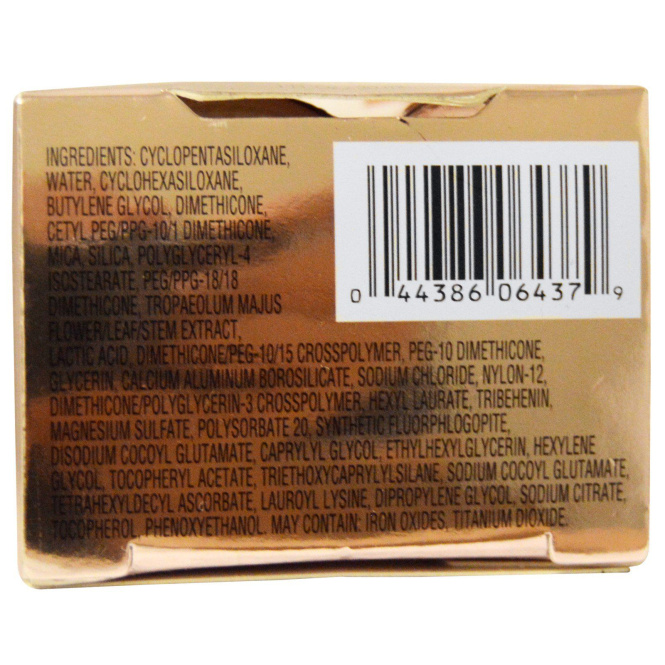 INGREDIENTS: CYCLOPENTASILOXANE,
WATER, CYCLOHEXASILOXANE,
BUTYLENE GLYCOL, DIMETHICONE,
CETYL PEG/PPG-10/1 DIMETHICONE,
MICA, SILICA, POLYGLYCERYL-4
ISOSTEARATE, PEG/PPG-18/18
DIMETHICONE, TROPAEOLUM MAJUS
FLOWER/LEAF/STEM EXTRACT,
LACTIC ACID, DIMETHICONE/PEG-10/15 CROSSPOLYMER, PEG-10 DIMETHICONE,
GLYCERIN, CALCIUM ALUMINUM BOROSILICATE, SODIUM CHLORIDE, NYLON-12,
DIMETHICONE/POLYGLYCERIN-3 CROSSPOLYMER, HEXYL LAURATE, TRIBEHENIN,
MAGNESIUM SULFATE, POLYSORBATE 20, SYNTHETIC FLUORPHLOGOPITE,
DISODIUM COCOYL GLUTAMATE, CAPRYLYL GLYCOL, ETHYLHEXYLGLYCERIN, HEXYLENE
GLYCOL, TOCOPHERYL ACETATE, TRIETHOXYCAPRYLYLSILANE, SODIUM COCOYL GLUTAMATE,
TETRAHEXYLDECYL ASCORBATE, LAUROYL LYSINE, DIPROPYLENE GLYCOL, SODIUM CITRATE,
TOCOPHEROL, PHENOXYETHANOL. MAY CONTAIN: IRON OXIDES, TITANIUM DIOXIDE.
0 44386 06437 9